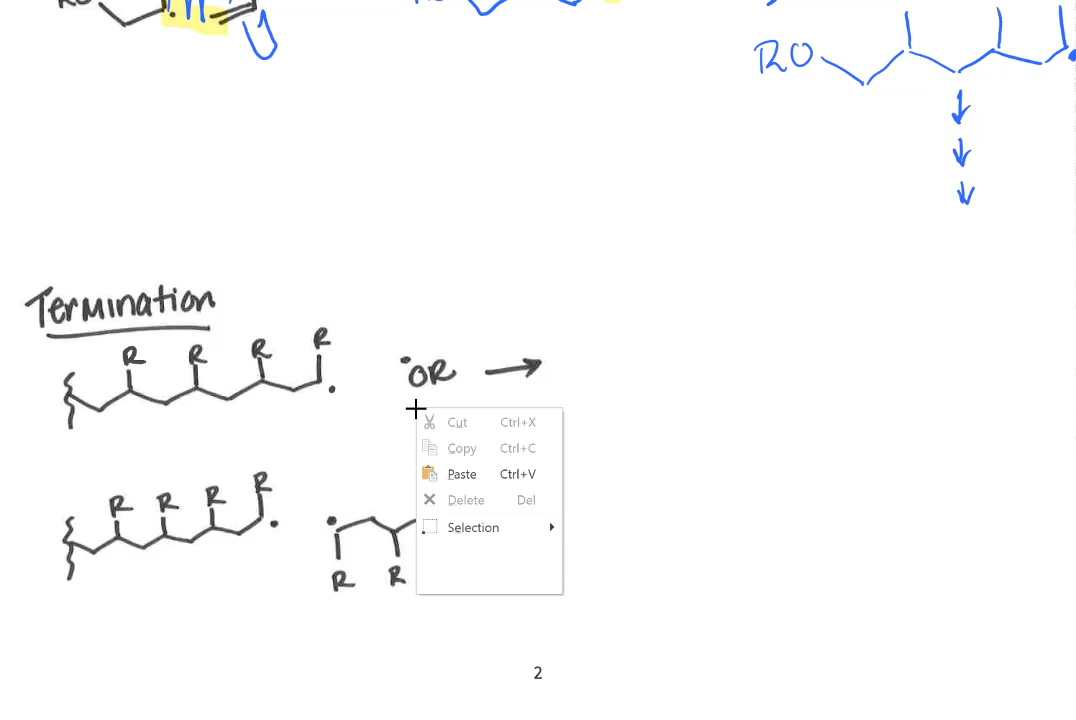 RO
Termination
R R R R
•OR →
Cut Ctrl+X
Copy Ctrl+C
Paste Ctrl+V
Delete Del
Selection
R R R R
R R
2